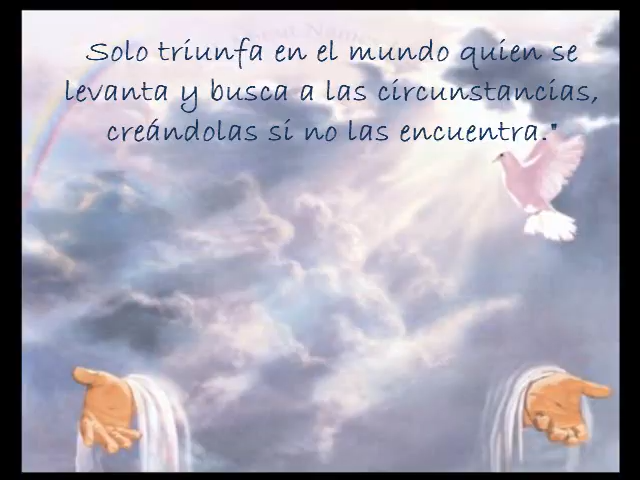 Solo triunfa en el mundo quien se
levanta y busca a las circunstancias,
creándolas si no las encuentra."